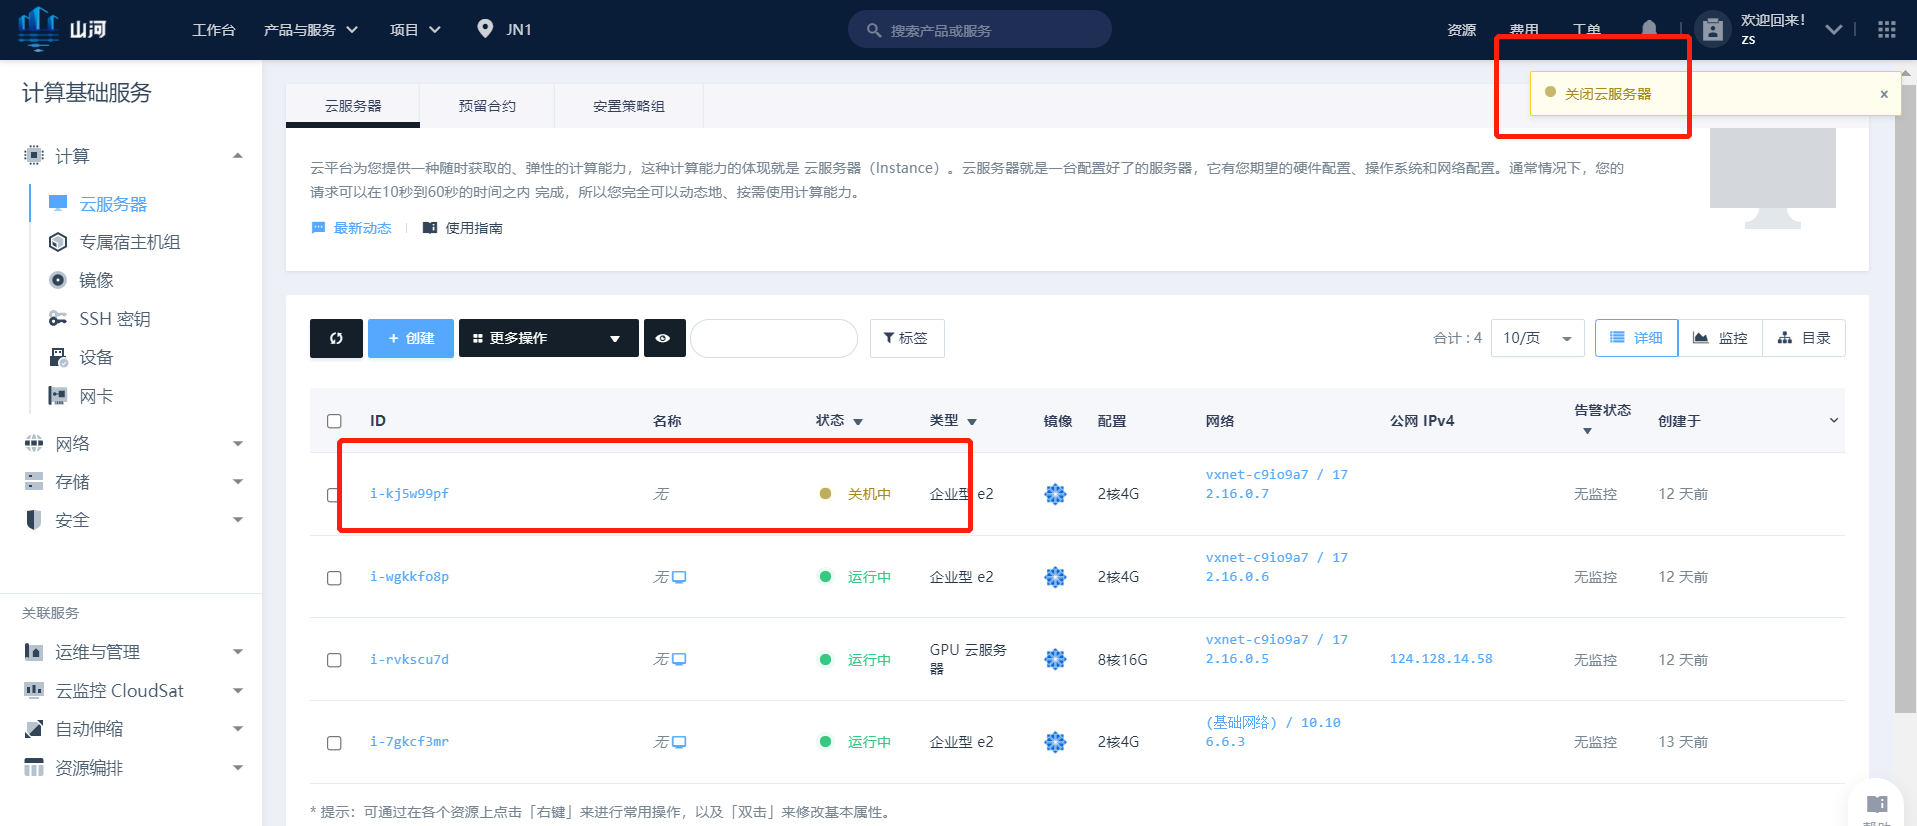 山河
工作台
产品与服务
项目
JN1
搜索产品或服务
资源
费用
工单
欢迎回来!
zs
计算基础服务
计算
云服务器
专属宿主机组
镜像
SSH 密钥
设备
网卡
网络
存储
安全
关联服务
运维与管理
云监控 CloudSat
自动伸缩
资源编排
云服务器
预留合约
安置策略组
关闭云服务器
×
云平台为您提供一种随时获取的、弹性的计算能力，这种计算能力的体现就是 云服务器（Instance）。云服务器就是一台配置好了的服务器，它有您期望的硬件配置、操作系统和网络配置。通常情况下，您的
请求可以在10秒到60秒的时间之内 完成，所以您完全可以动态地、按需使用计算能力。
最新动态
使用指南
+ 创建
更多操作
标签
合计 : 4
10/页
详细
监控
目录
ID 名称 状态 类型 镜像 配置 网络 公网 IPv4 告警状态 创建于
i-kj5w99pf 无 关机中 企业型 e2 2核4G vxnet-c9io9a7 / 17
2.16.0.7 无监控 12 天前
i-wgkkfo8p 无 运行中 企业型 e2 2核4G vxnet-c9io9a7 / 17
2.16.0.6 无监控 12 天前
i-rvkscu7d 无 运行中 GPU 云服务
器 8核16G vxnet-c9io9a7 / 17
2.16.0.5 124.128.14.58 无监控 12 天前
i-7gkcf3mr 无 运行中 企业型 e2 2核4G (基础网络) / 10.10
6.6.3 无监控 13 天前
* 提示：可通过在各个资源上点击「右键」来进行常用操作，以及「双击」来修改基本属性。